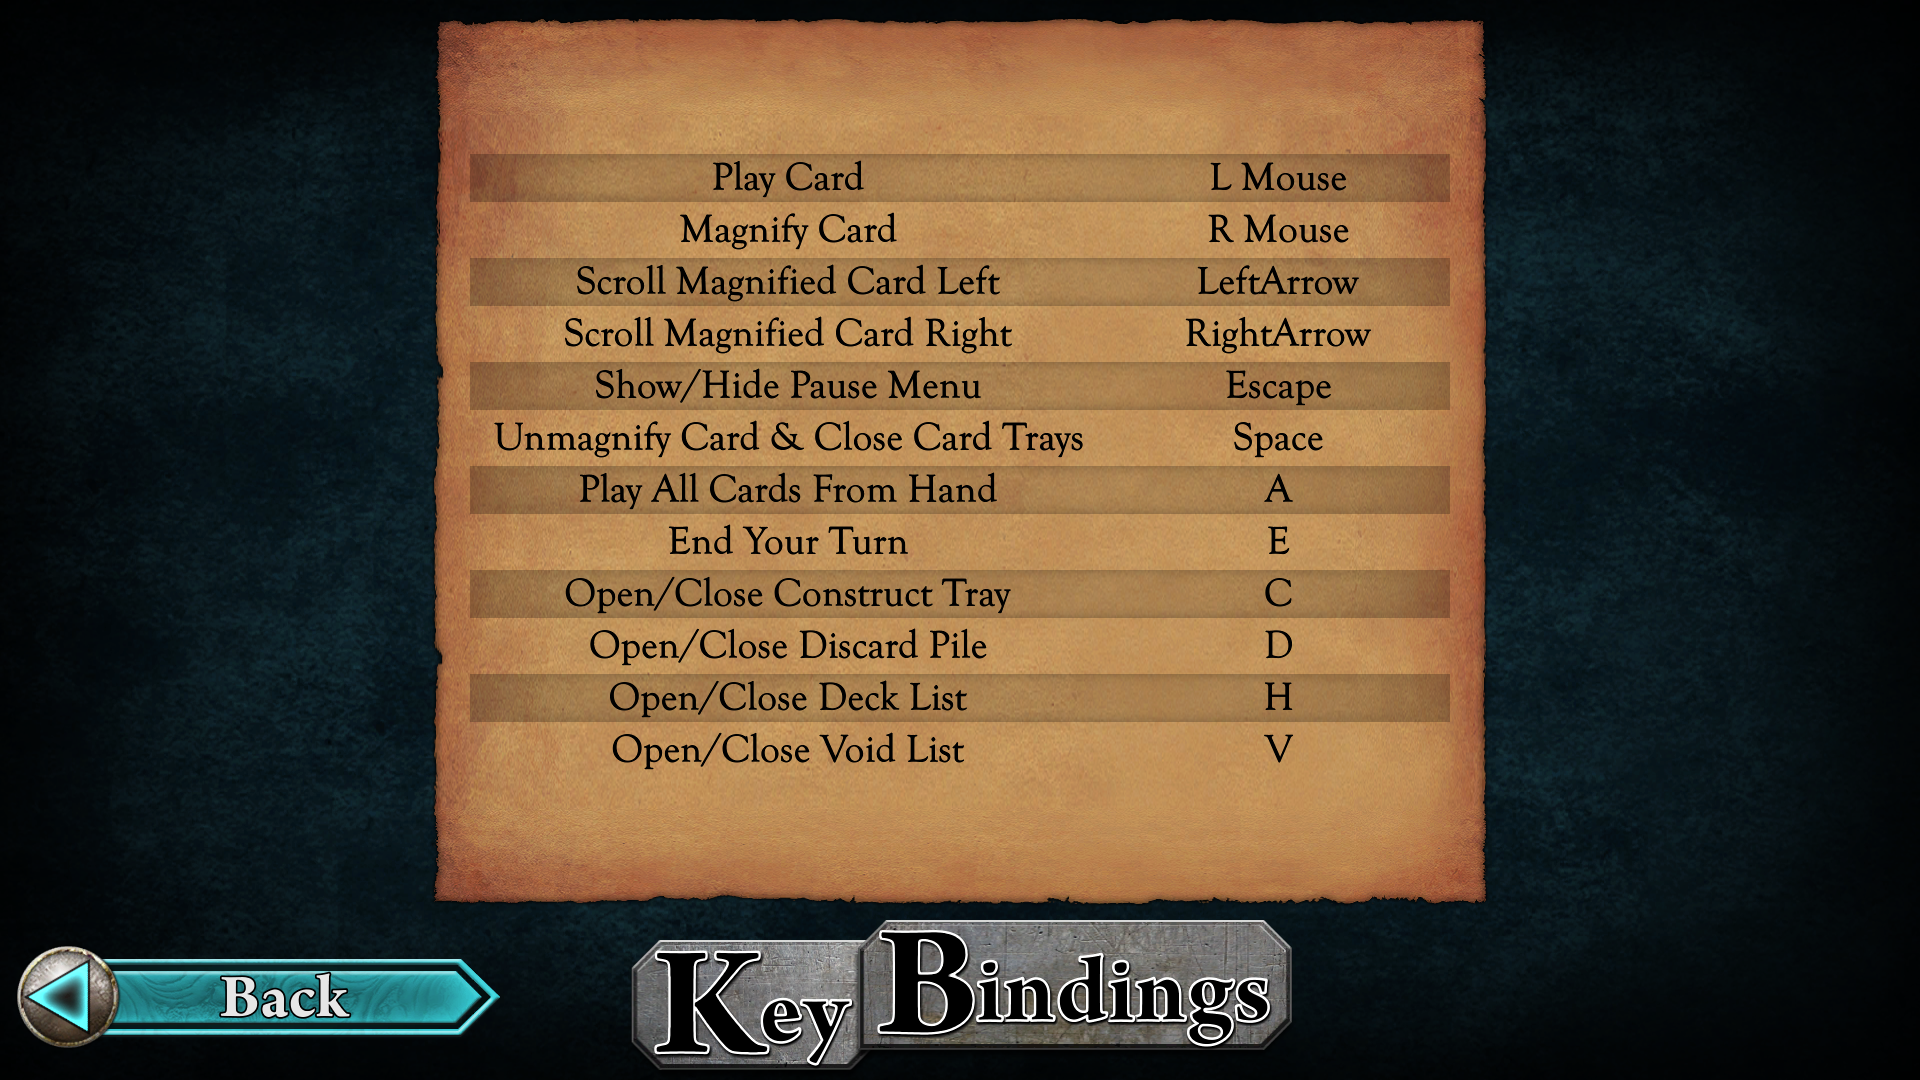 Play Card L Mouse
Magnify Card R Mouse
Scroll Magnified Card Left LeftArrow
Scroll Magnified Card Right RightArrow
Show/Hide Pause Menu Escape
Unmagnify Card & Close Card Trays Space
Play All Cards From Hand A
End Your Turn E
Open/Close Construct Tray C
Open/Close Discard Pile D
Open/Close Deck List H
Open/Close Void List V
Back
Key Bindings